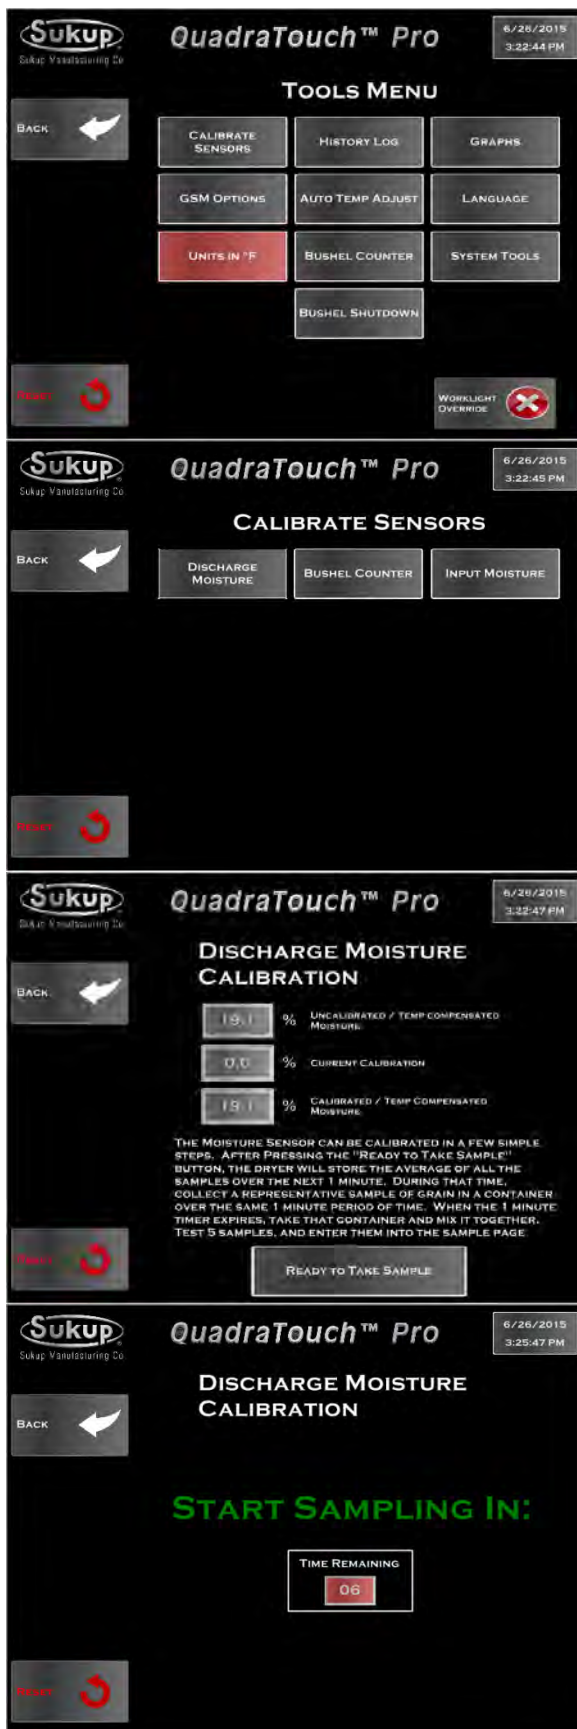 Sukup
Sukup Manufacturing Co
QuadraTouch™ Pro
6/26/2015
3:22:44 PM
TOOLS MENU
BACK
CALIBRATE
SENSORS
HISTORY LOG
GRAPHS
GSM OPTIONS
AUTO TEMP ADJUST
LANGUAGE
UNITS IN °F
BUSHEL COUNTER
SYSTEM TOOLS
BUSHEL SHUTDOWN
RESET
WORKLIGHT
OVERRIDE
Sukup
Sukup Manufacturing Co
QuadraTouch™ Pro
6/26/2015
3:22:45 PM
CALIBRATE SENSORS
BACK
DISCHARGE
MOISTURE
BUSHEL COUNTER
INPUT MOISTURE
RESET
Sukup
Sukup Manufacturing Co
QuadraTouch™ Pro
6/26/2015
3:22:47 PM
DISCHARGE MOISTURE
CALIBRATION
BACK
19.1 % UNCALIBRATED / TEMP COMPENSATED
MOISTURE
0.0 % CURRENT CALIBRATION
19.1 % CALIBRATED / TEMP COMPENSATED
MOISTURE
THE MOISTURE SENSOR CAN BE CALIBRATED IN A FEW SIMPLE
STEPS. AFTER PRESSING THE "READY TO TAKE SAMPLE"
BUTTON, THE DRYER WILL STORE THE AVERAGE OF ALL THE
SAMPLES OVER THE NEXT 1 MINUTE. DURING THAT TIME,
COLLECT A REPRESENTATIVE SAMPLE OF GRAIN IN A CONTAINER
OVER THE SAME 1 MINUTE PERIOD OF TIME. WHEN THE 1 MINUTE
TIMER EXPIRES, TAKE THAT CONTAINER AND MIX IT TOGETHER.
TEST 5 SAMPLES, AND ENTER THEM INTO THE SAMPLE PAGE
RESET
READY TO TAKE SAMPLE
Sukup
Sukup Manufacturing Co
QuadraTouch™ Pro
6/26/2015
3:25:47 PM
DISCHARGE MOISTURE
CALIBRATION
BACK
START SAMPLING IN:
TIME REMAINING
06
RESET